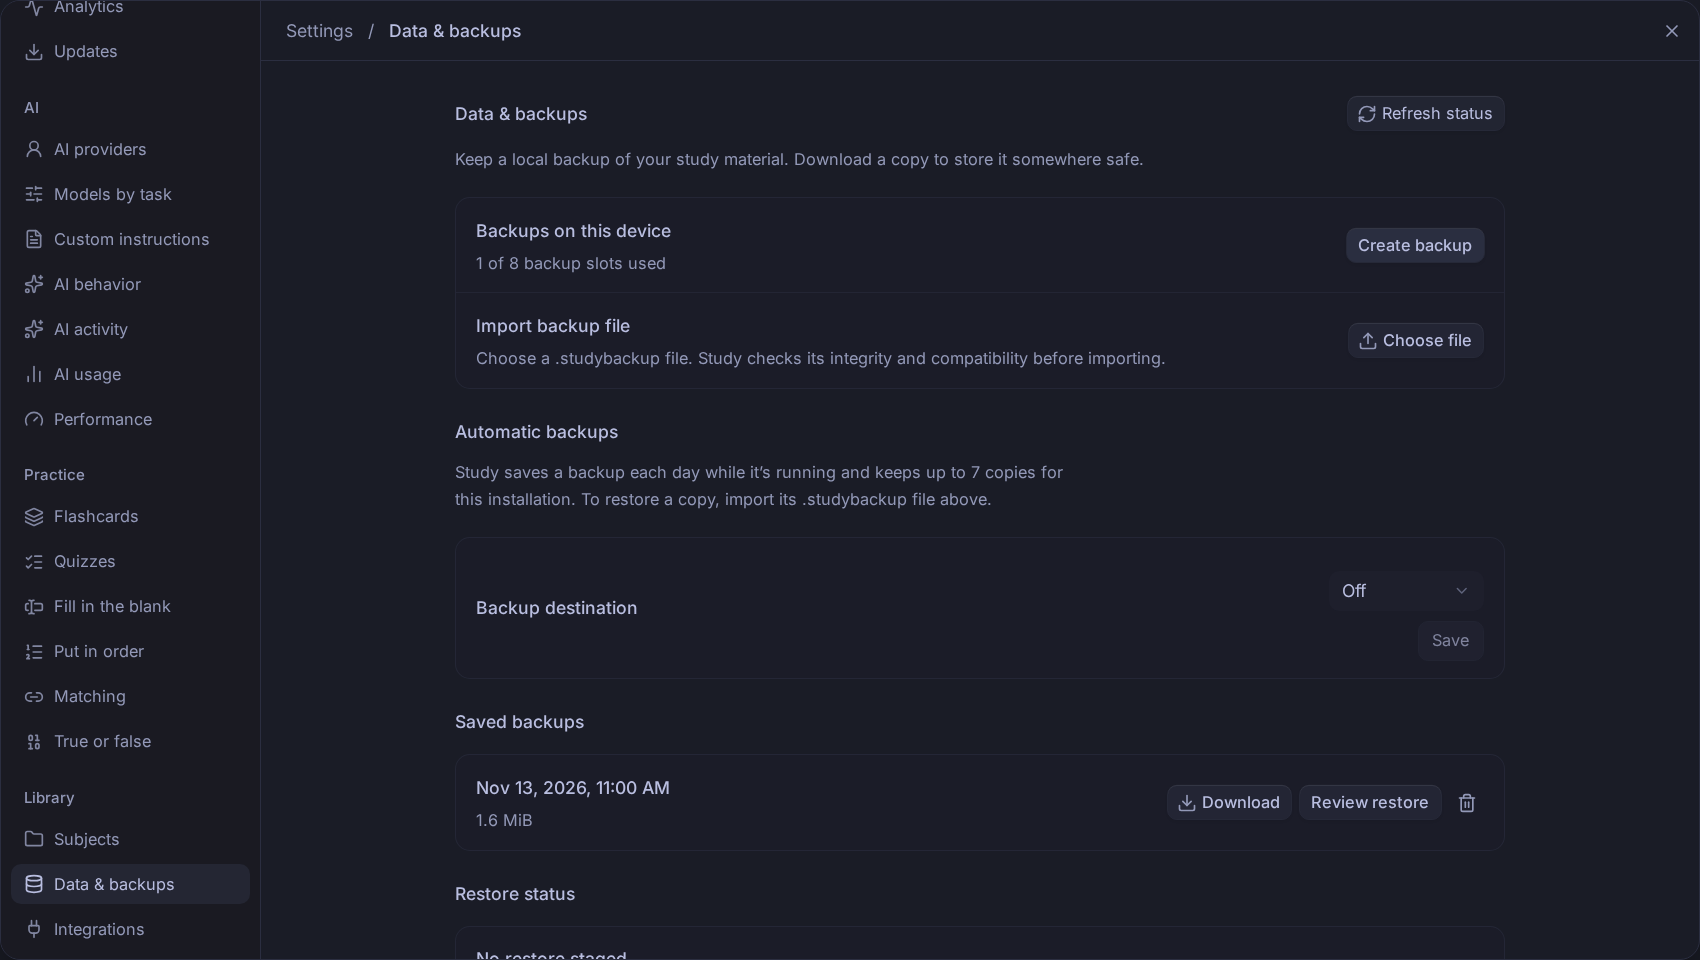 Analytics
Updates
AI
AI providers
Models by task
Custom instructions
AI behavior
AI activity
AI usage
Performance
Practice
Flashcards
Quizzes
Fill in the blank
Put in order
Matching
True or false
Library
Subjects
Data & backups
Integrations
Settings / Data & backups
Data & backups
Refresh status
Keep a local backup of your study material. Download a copy to store it somewhere safe.
Backups on this device
1 of 8 backup slots used
Create backup
Import backup file
Choose a .studybackup file. Study checks its integrity and compatibility before importing.
Choose file
Automatic backups
Study saves a backup each day while it’s running and keeps up to 7 copies for
this installation. To restore a copy, import its .studybackup file above.
Backup destination
Off
Save
Saved backups
Nov 13, 2026, 11:00 AM
1.6 MiB
Download
Review restore
Restore status
No restore staged